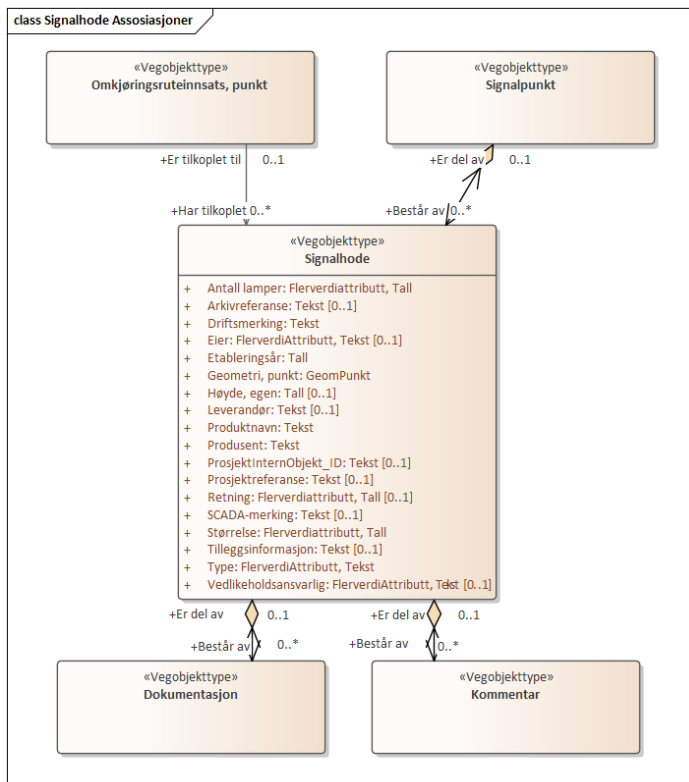 class Signalhode Assosiasjoner
«Vegobjekttype»
Omkjøringsruteinnsats, punkt
«Vegobjekttype»
Signalpunkt
+Er tilkoplet til 0..1
+Er del av 0..1
+Har tilkoplet 0..*
+Består av 0..*
«Vegobjekttype»
Signalhode
+ Antall lamper: Flerverdiattributt, Tall
+ Arkivreferanse: Tekst [0..1]
+ Driftsmerking: Tekst
+ Eier: FlerverdiAttributt, Tekst [0..1]
+ Etableringsår: Tall
+ Geometri, punkt: GeomPunkt
+ Høyde, egen: Tall [0..1]
+ Leverandør: Tekst [0..1]
+ Produktnavn: Tekst
+ Produsent: Tekst
+ ProsjektInternObjekt_ID: Tekst [0..1]
+ Prosjektreferanse: Tekst [0..1]
+ Retning: Flerverdiattributt, Tall [0..1]
+ SCADA-merking: Tekst [0..1]
+ Størrelse: Flerverdiattributt, Tall
+ Tilleggsinformasjon: Tekst [0..1]
+ Type: FlerverdiAttributt, Tekst
+ Vedlikeholdsansvarlig: FlerverdiAttributt, Tekst [0..1]
+Er del av 0..1
+Er del av 0..1
+Består av 0..*
+Består av 0..*
«Vegobjekttype»
Dokumentasjon
«Vegobjekttype»
Kommentar